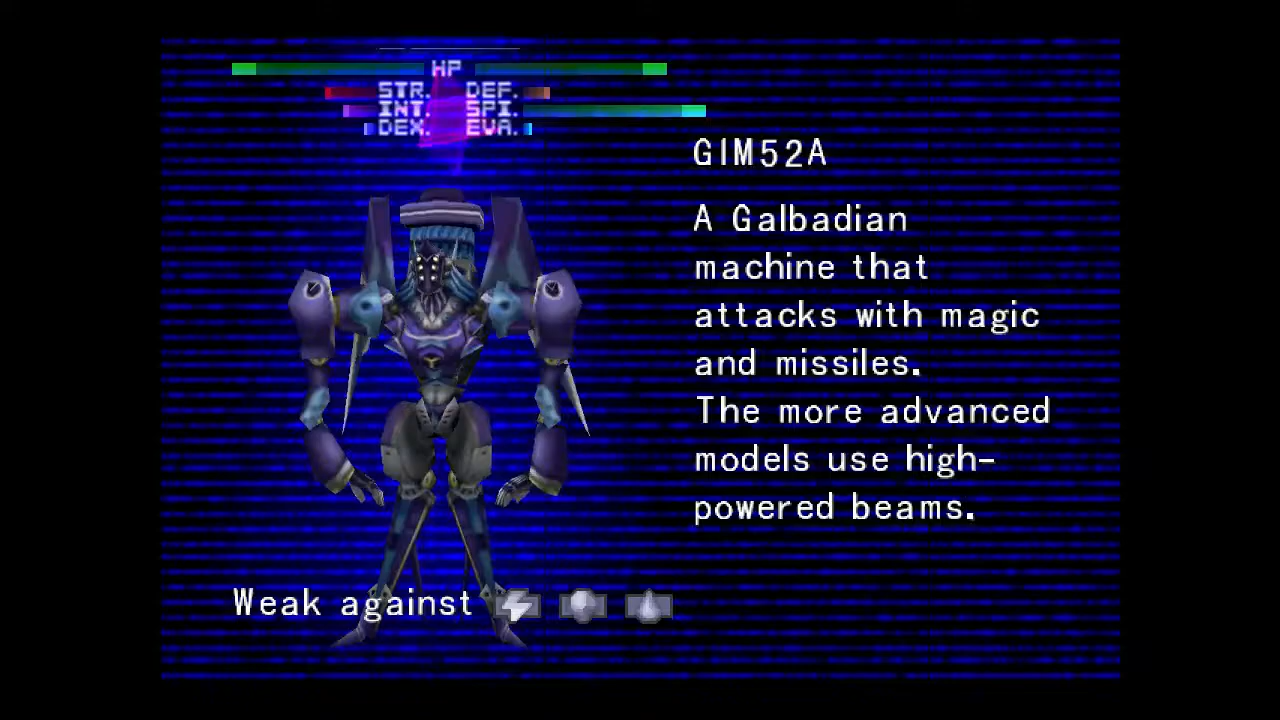 HP
STR. DEF.
INT. SPI.
DEX. EVA.
GIM52A
A Galbadian
machine that
attacks with magic
and missiles.
The more advanced
models use high-
powered beams.
Weak against